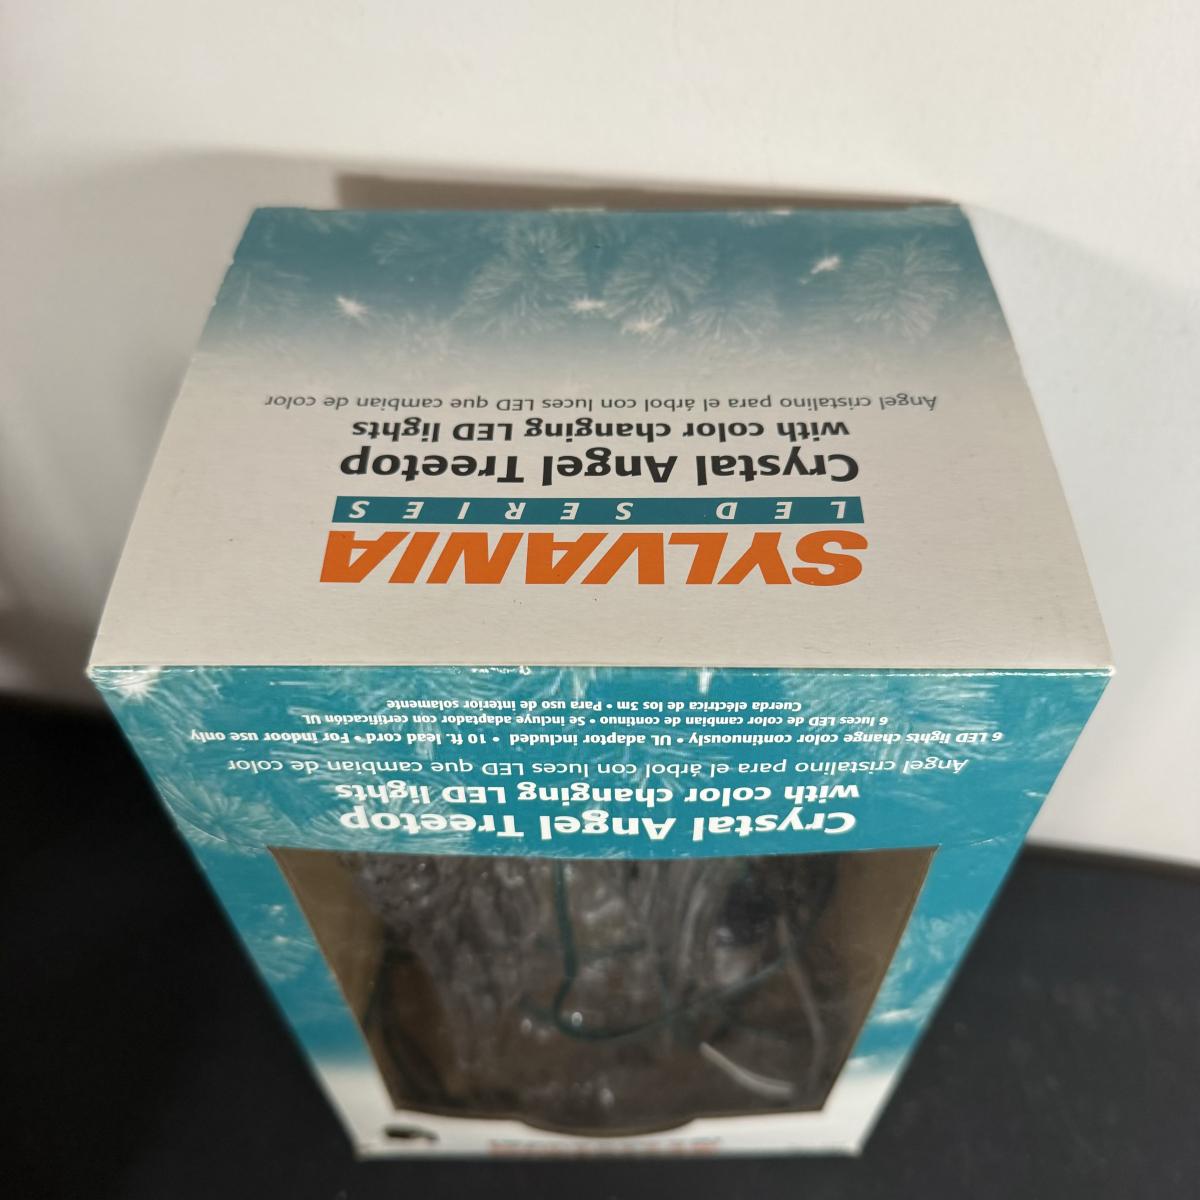 SYLVANIA
LED SERIES
Crystal Angel Treetop
with color changing LED lights
Ángel cristalino para el árbol con luces LED que cambian de color
Crystal Angel Treetop
with color changing LED lights
Ángel cristalino para el árbol con luces LED que cambian de color
6 LED lights change color continuously • UL adaptor included • 10 ft. lead cord • For indoor use only
6 luces LED de color cambian de continuo • Se incluye adaptador con certificación UL
Cuerda eléctrica de los 3m • Para uso de interior solamente